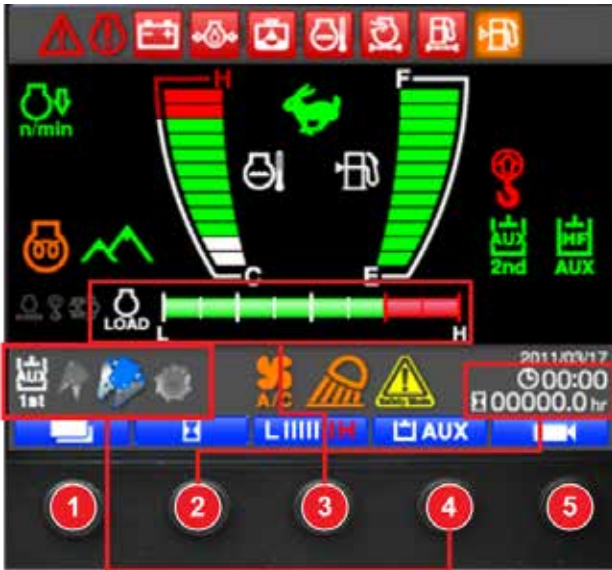 H
F
n/min
C
E
AUX
2nd
HF
AUX
LOAD
L
H
AUX
1st
A/C
2011/03/17
00:00
00000.0 hr
L H
AUX
1
2
3
4
5